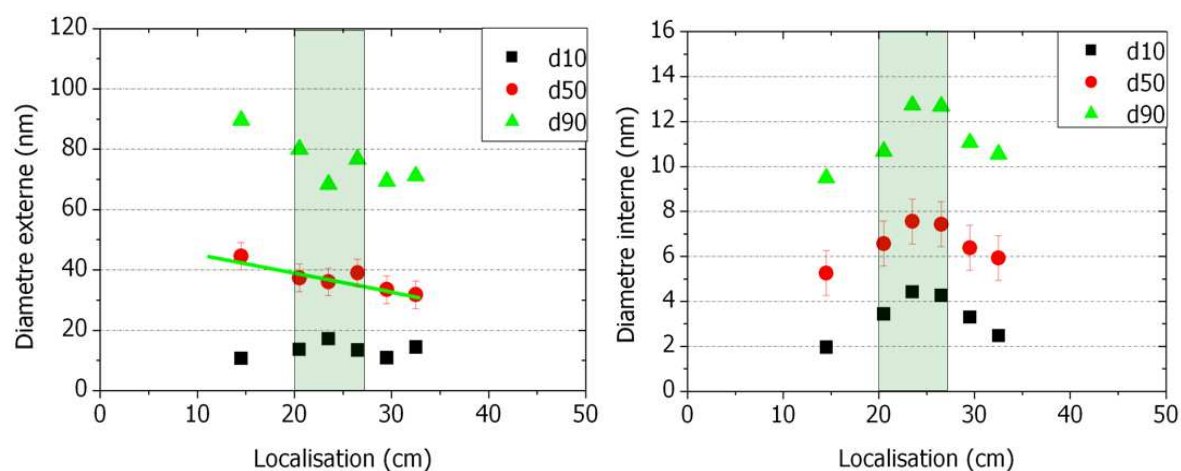 120
100
80
60
40
20
0
Diametre externe (nm)
d10
d50
d90
0 10 20 30 40 50
Localisation (cm)
16
14
12
10
8
6
4
2
0
Diametre interne (nm)
d10
d50
d90
0 10 20 30 40 50
Localisation (cm)